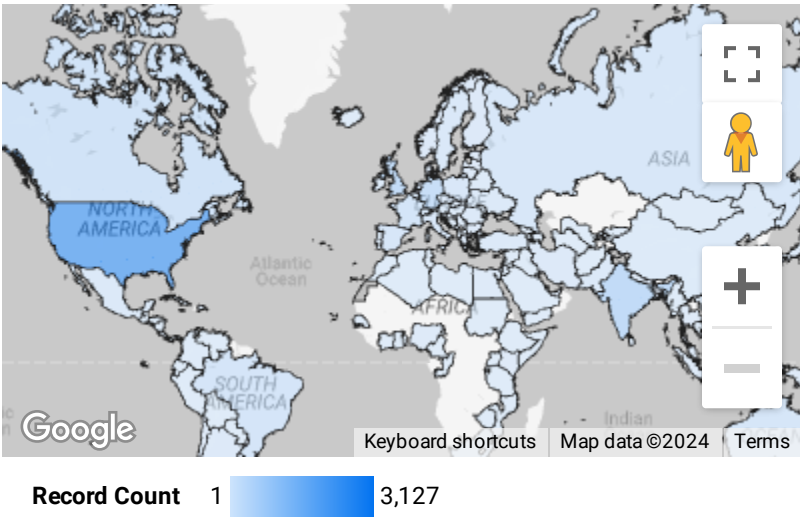 ASIA
NORTH
AMERICA
EUROPE
Atlantic
Ocean
AFRICA
SOUTH
AMERICA
Indian
Google
Keyboard shortcuts
Map data ©2024
Terms
Record Count 1 3,127